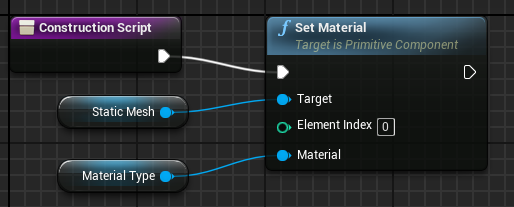 Construction Script
Set Material
Target is Primitive Component
Static Mesh
Target
Element Index 0
Material Type
Material